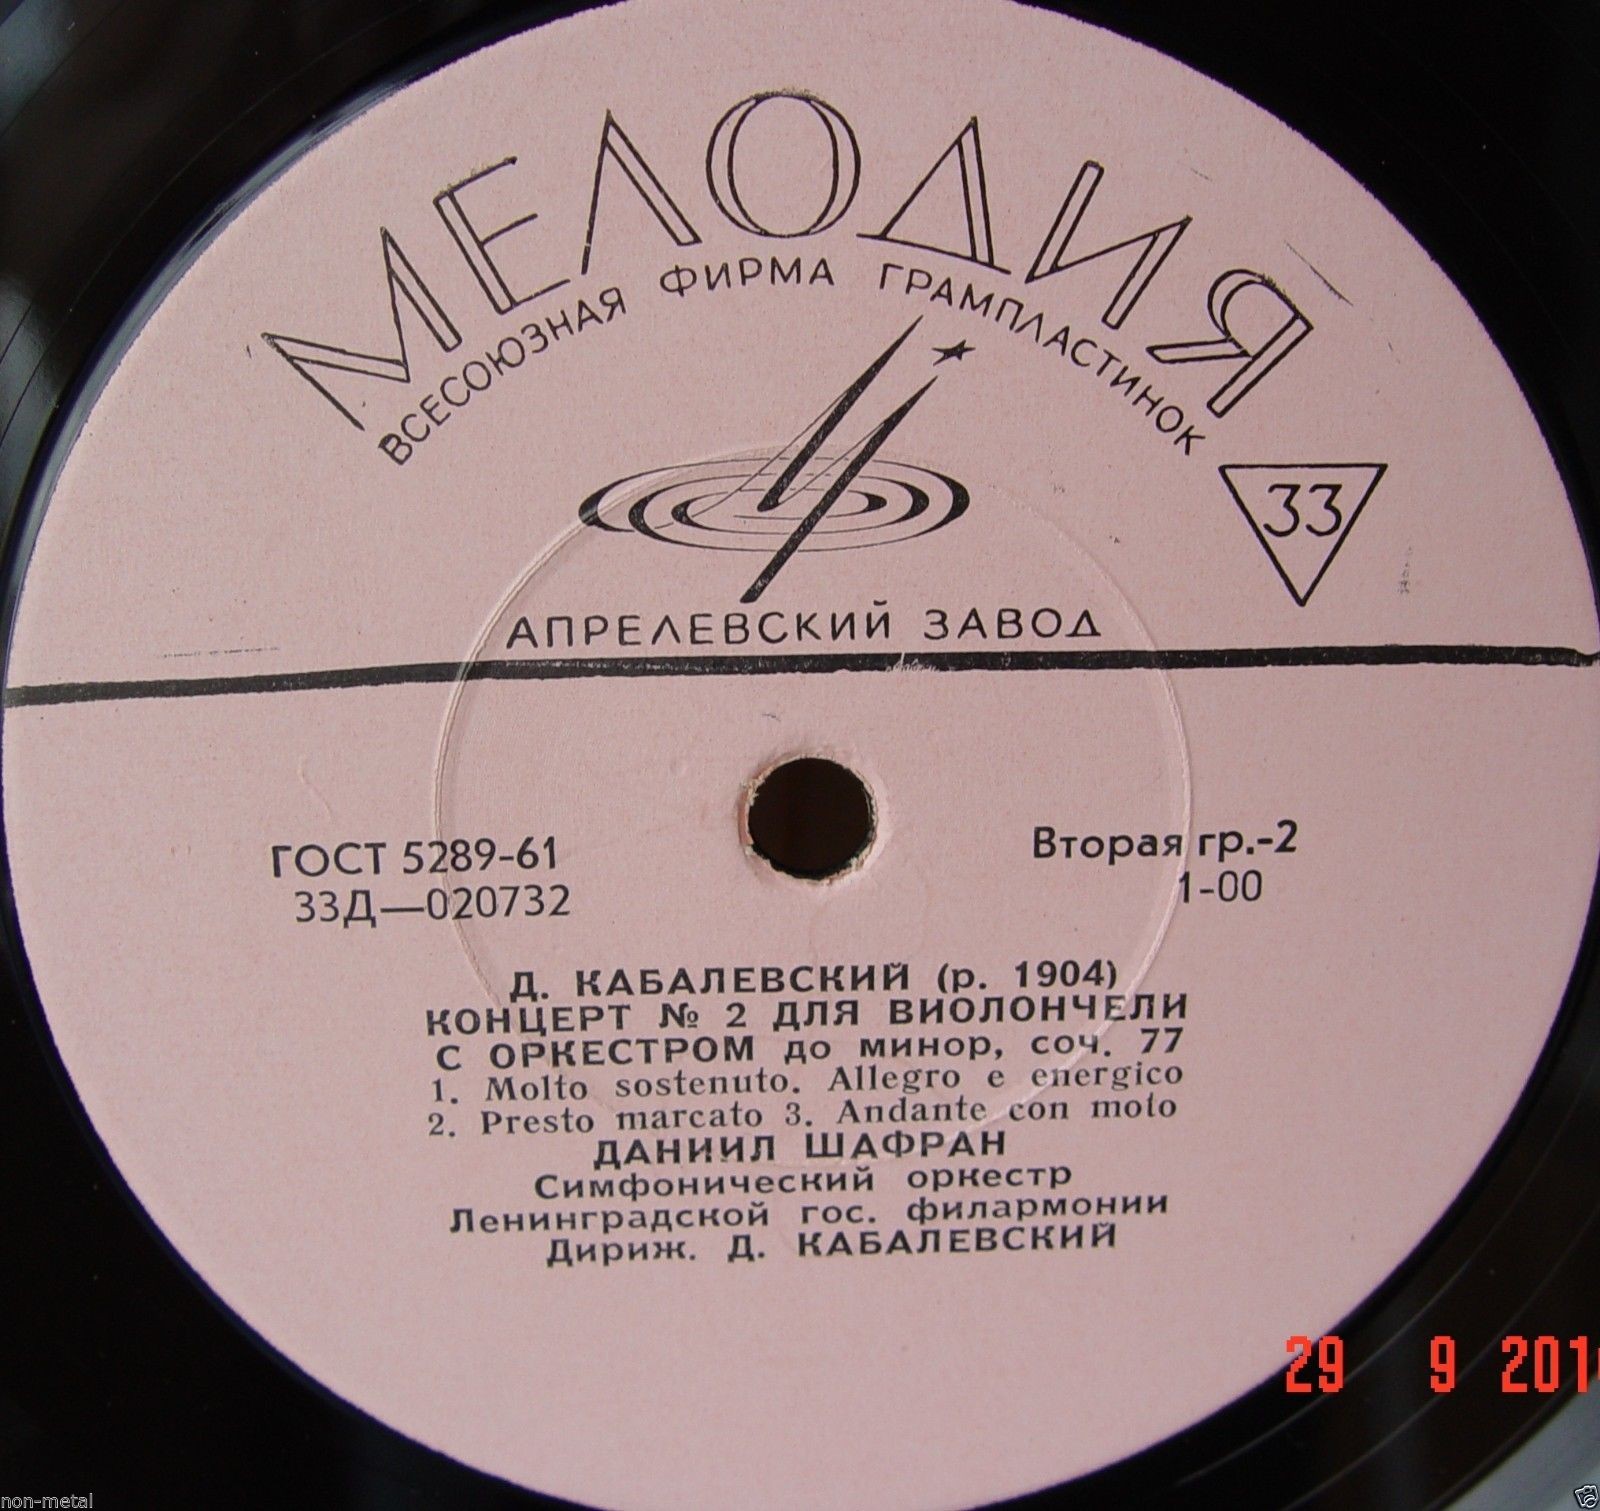 МЕЛОДИЯ
ВСЕСОЮЗНАЯ ФИРМА ГРАМПЛАСТИНОК
33
АПРЕЛЕВСКИЙ ЗАВОД
ГОСТ 5289-61
33Д—020732
Вторая гр.-2
1-00
Д. КАБАЛЕВСКИЙ (р. 1904)
КОНЦЕРТ № 2 ДЛЯ ВИОЛОНЧЕЛИ
С ОРКЕСТРОМ до минор, соч. 77
1. Molto sostenuto. Allegro e energico
2. Presto marcato 3. Andante con moto
ДАНИИЛ ШАФРАН
Симфонический оркестр
Ленинградской гос. филармонии
Дириж. Д. КАБАЛЕВСКИЙ
29 9
non-metal